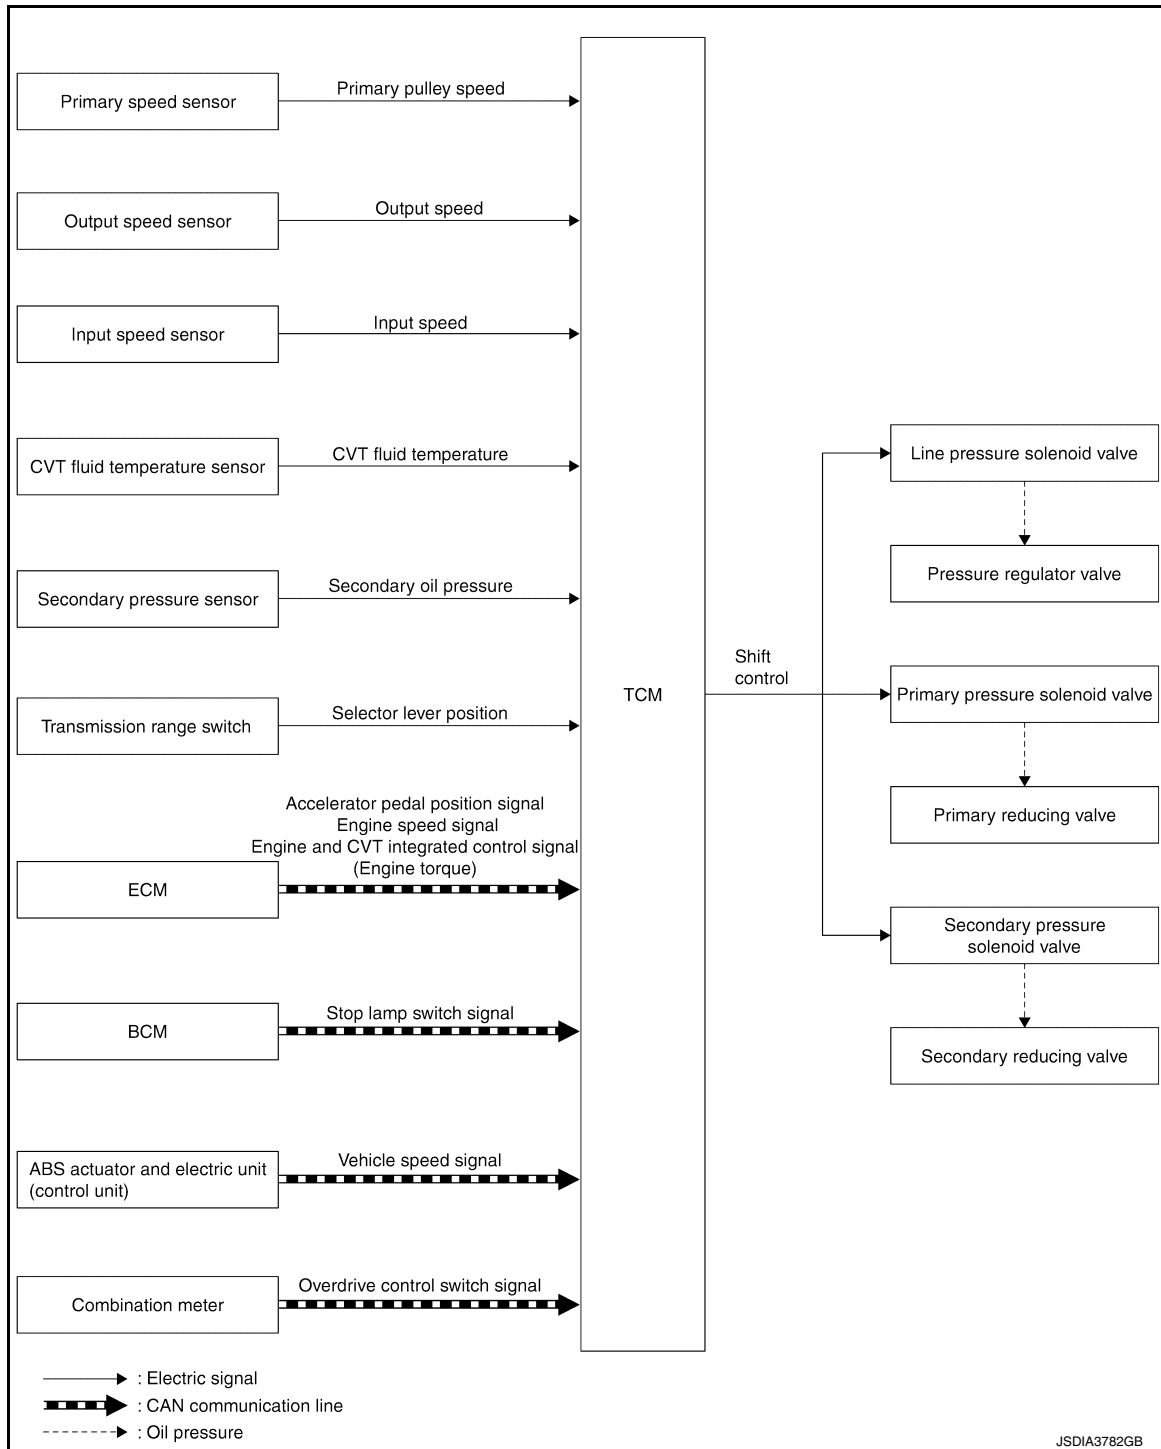 Primary speed sensor
Primary pulley speed
Output speed sensor
Output speed
Input speed sensor
Input speed
CVT fluid temperature sensor
CVT fluid temperature
Secondary pressure sensor
Secondary oil pressure
Transmission range switch
Selector lever position
ECM
Accelerator pedal position signal
Engine speed signal
Engine and CVT integrated control signal
(Engine torque)
BCM
Stop lamp switch signal
ABS actuator and electric unit
(control unit)
Vehicle speed signal
Combination meter
Overdrive control switch signal
TCM
Shift
control
Line pressure solenoid valve
Pressure regulator valve
Primary pressure solenoid valve
Primary reducing valve
Secondary pressure
solenoid valve
Secondary reducing valve
: Electric signal
: CAN communication line
: Oil pressure
JSDIA3782GB